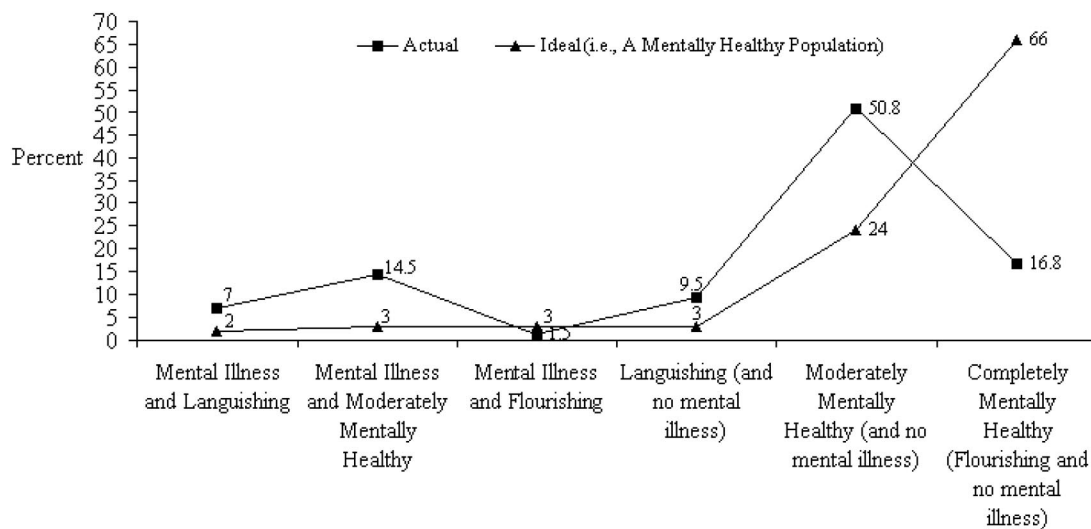 70
65
60
55
50
45
40
35
30
25
20
15
10
5
0
Percent
Actual
Ideal(i.e., A Mentally Healthy Population)
7
14.5
1.5
9.5
50.8
16.8
2
3
3
3
24
66
Mental Illness
and Languishing
Mental Illness
and Moderately
Mentally
Healthy
Mental Illness
and Flourishing
Languishing (and
no mental
illness)
Moderately
Mentally
Healthy (and no
mental illness)
Completely
Mentally
Healthy
(Flourishing and
no mental
illness)